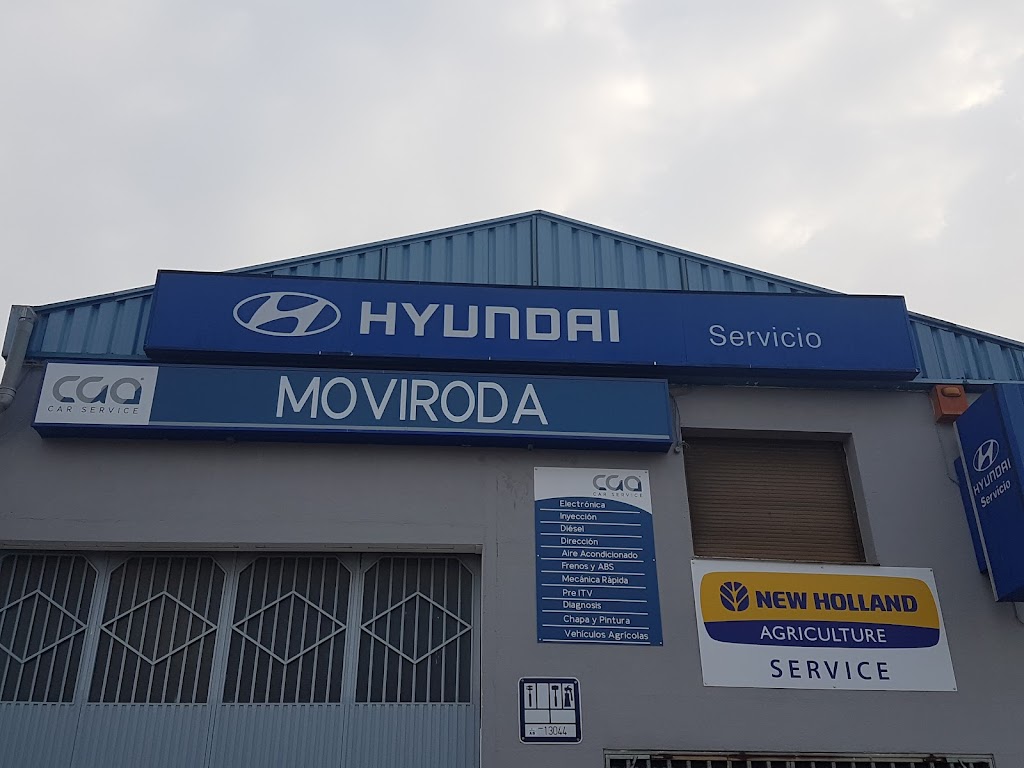 HYUNDAI Servicio
CGA
CAR SERVICE
MOVIRODA
HYUNDAI
Servicio
CGA
CAR SERVICE
Electrónica
Inyección
Diésel
Dirección
Aire Acondicionado
Frenos y ABS
Mecánica Rápida
Pre ITV
Diagnosis
Chapa y Pintura
Vehículos Agrícolas
NEW HOLLAND
AGRICULTURE
SERVICE
13044